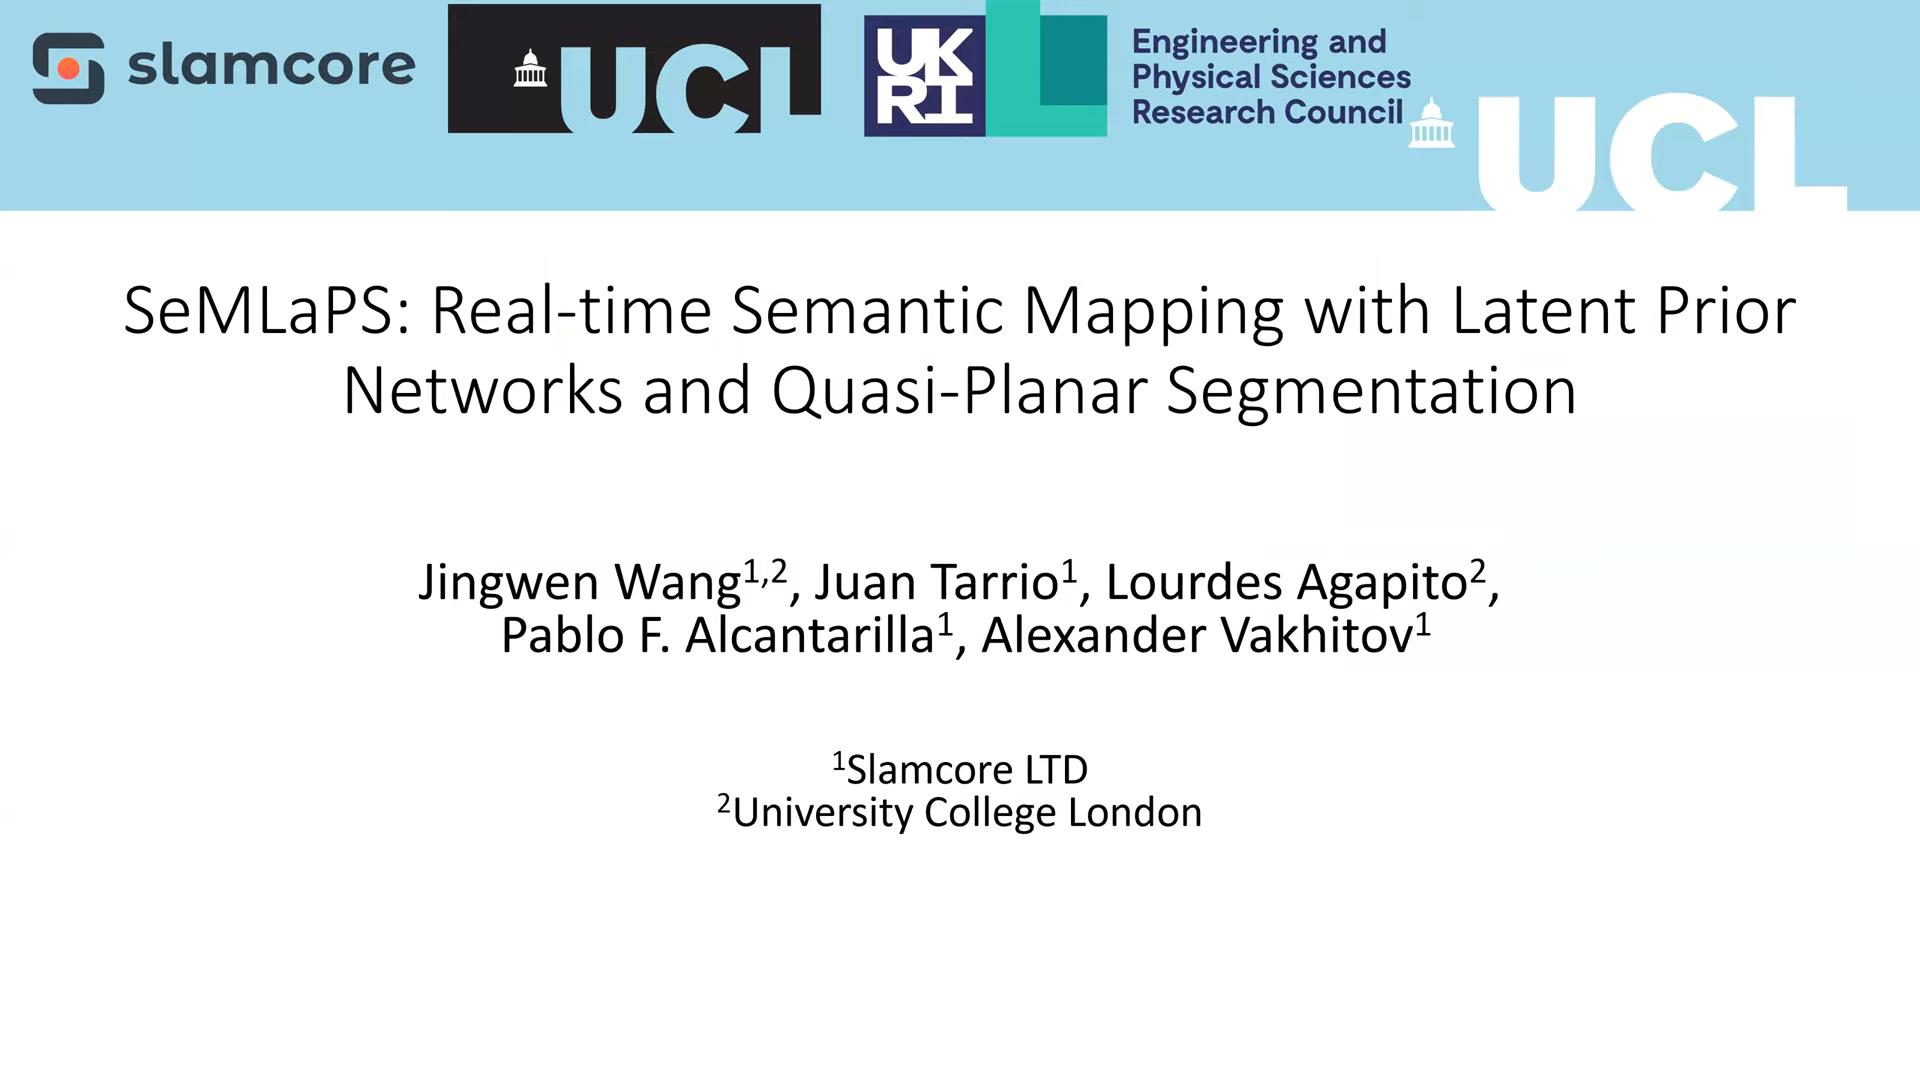 slamcore
UCL
UK
RI
Engineering and
Physical Sciences
Research Council
UCL
SeMLaPS: Real-time Semantic Mapping with Latent Prior
Networks and Quasi-Planar Segmentation
Jingwen Wang¹,², Juan Tarrio¹, Lourdes Agapito²,
Pablo F. Alcantarilla¹, Alexander Vakhitov¹
¹Slamcore LTD
²University College London